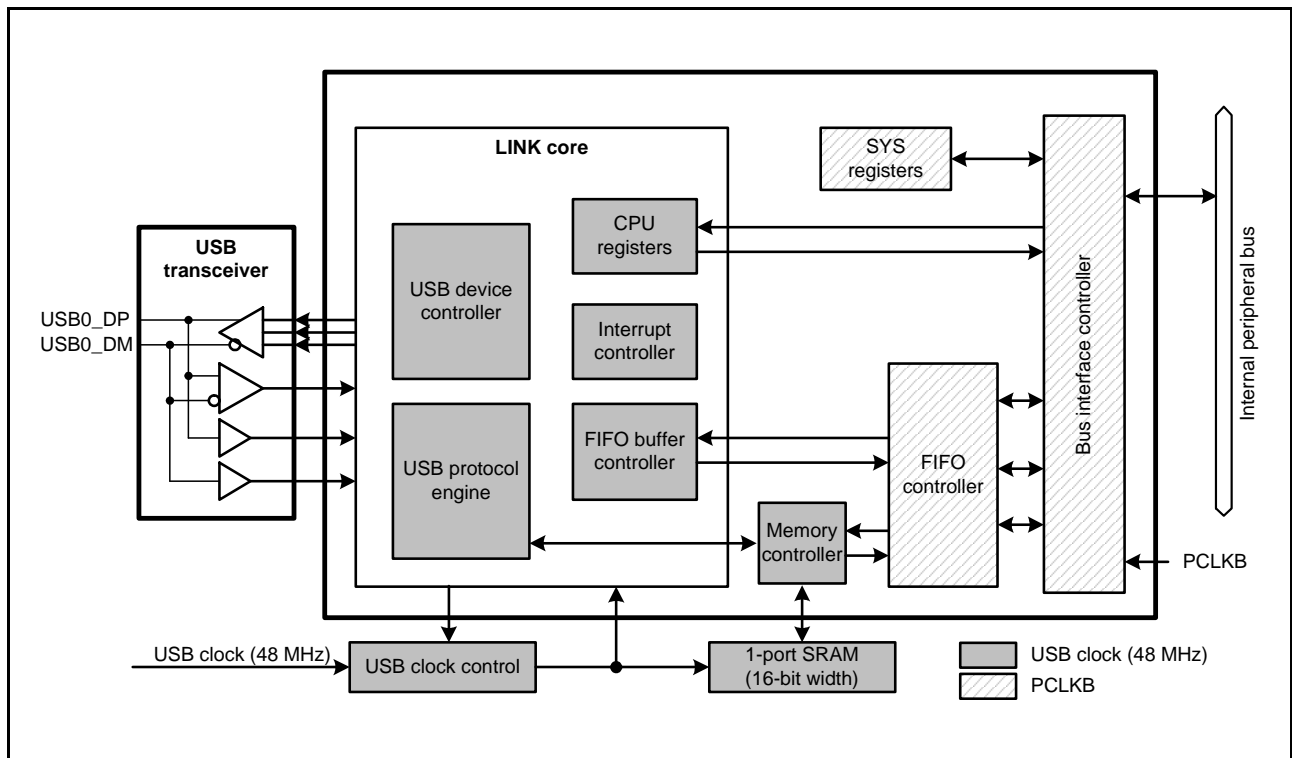 LINK core
SYS
registers
CPU
registers
USB
transceiver
USB device
controller
USB0_DP
USB0_DM
Interrupt
controller
Bus interface controller
Internal peripheral bus
FIFO buffer
controller
USB protocol
engine
FIFO
controller
Memory
controller
PCLKB
USB clock (48 MHz)
USB clock control
1-port SRAM
(16-bit width)
USB clock (48 MHz)
PCLKB